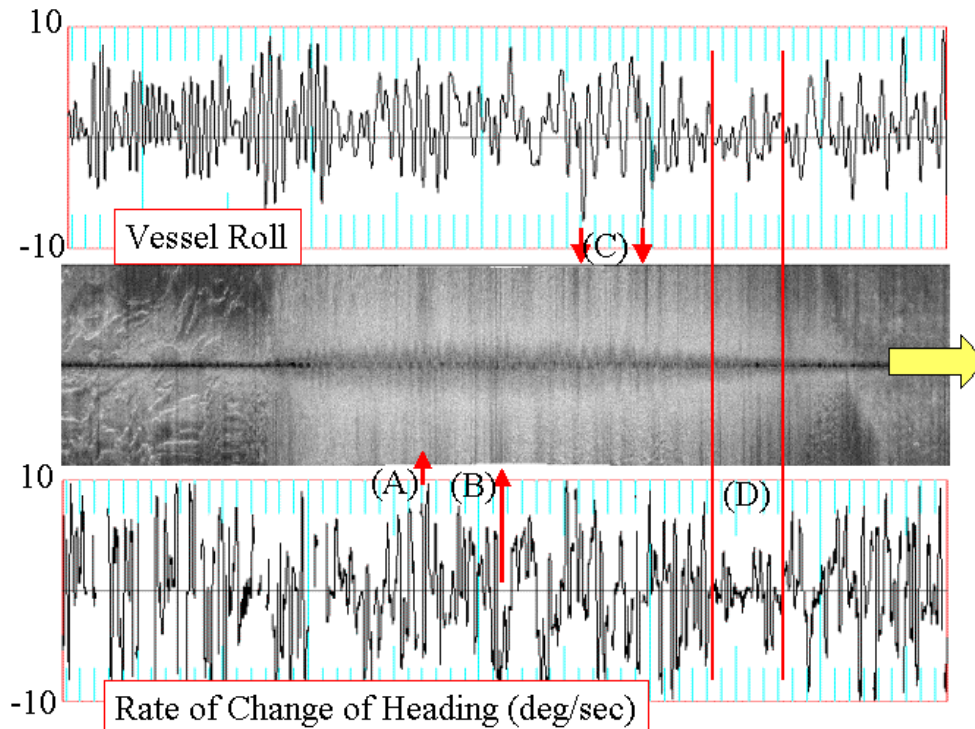 10
-10
Vessel Roll
(C)
10
(A)
(B)
(D)
-10
Rate of Change of Heading (deg/sec)